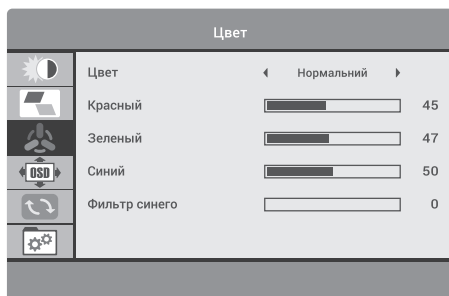 Цвет
Цвет Нормальний
Красный 45
Зеленый 47
Синий 50
Фильтр синего 0
OSD